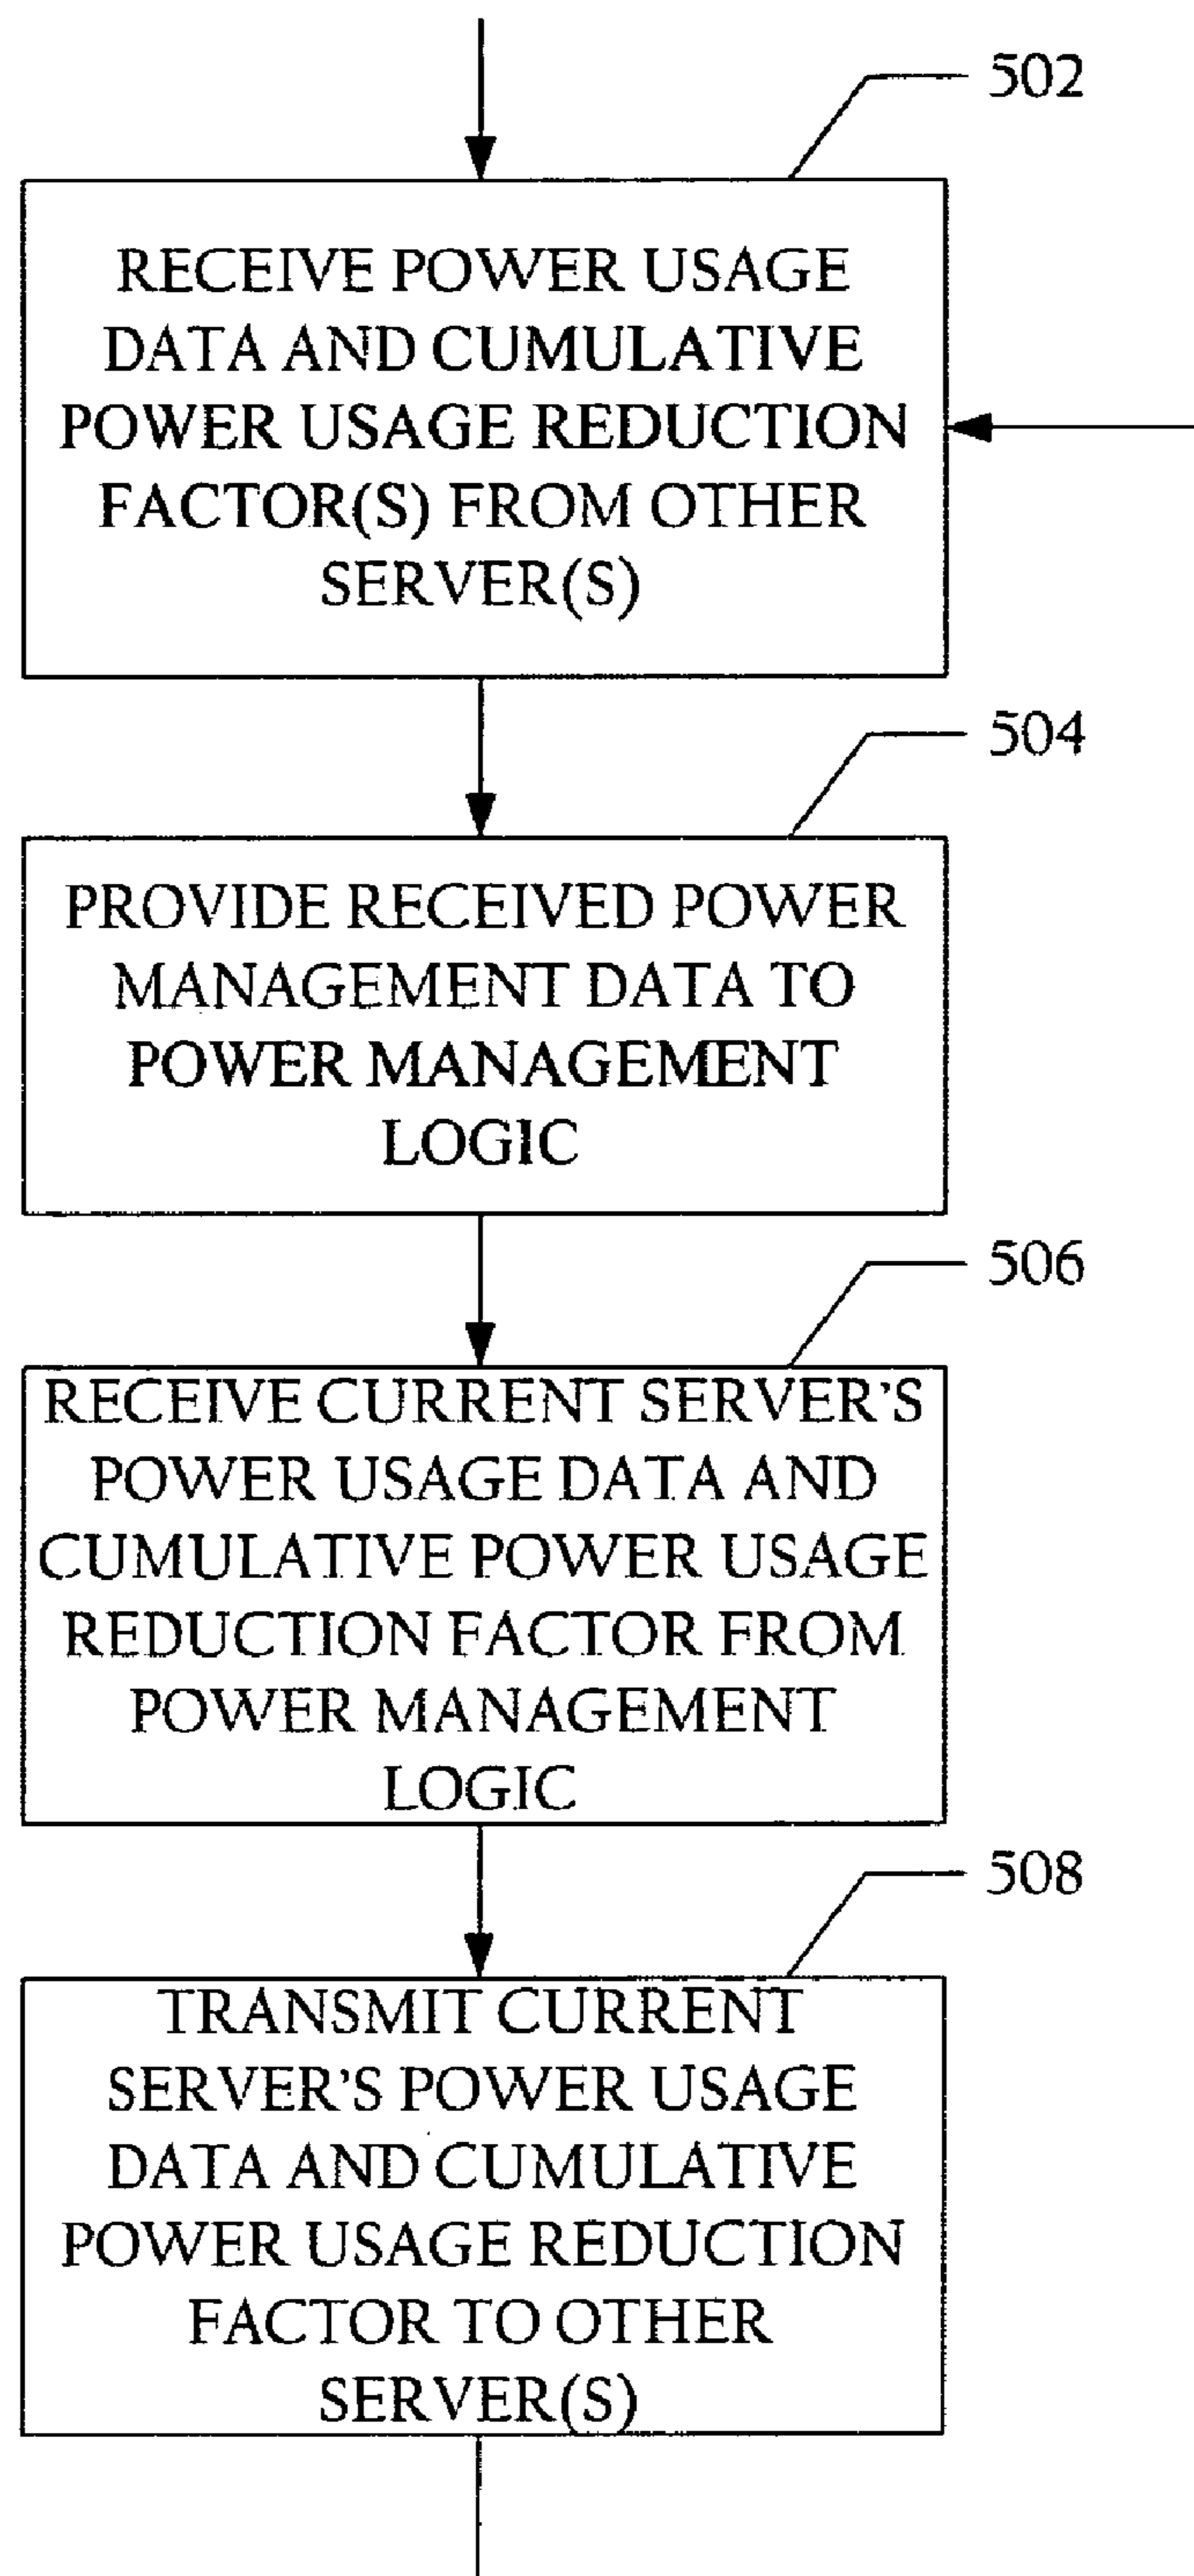 502
RECEIVE POWER USAGE
DATA AND CUMULATIVE
POWER USAGE REDUCTION
FACTOR(S) FROM OTHER
SERVER(S)
504
PROVIDE RECEIVED POWER
MANAGEMENT DATA TO
POWER MANAGEMENT
LOGIC
506
RECEIVE CURRENT SERVER'S
POWER USAGE DATA AND
CUMULATIVE POWER USAGE
REDUCTION FACTOR FROM
POWER MANAGEMENT
LOGIC
508
TRANSMIT CURRENT
SERVER'S POWER USAGE
DATA AND CUMULATIVE
POWER USAGE REDUCTION
FACTOR TO OTHER
SERVER(S)